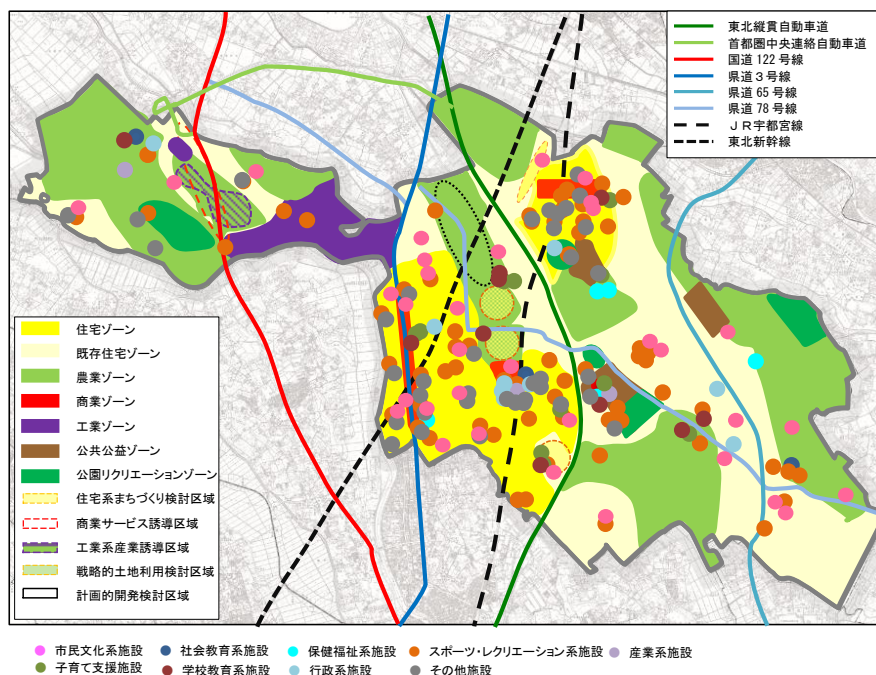 東北縦貫自動車道
首都圏中央連絡自動車道
国道 122 号線
県道３号線
県道 65 号線
県道 78 号線
ＪＲ宇都宮線
東北新幹線
住宅ゾーン
既存住宅ゾーン
農業ゾーン
商業ゾーン
工業ゾーン
公共公益ゾーン
公園リクリエーションゾーン
住宅系まちづくり検討区域
商業サービス誘導区域
工業系産業誘導区域
戦略的土地利用検討区域
計画的開発検討区域
市民文化系施設 社会教育系施設 保健福祉系施設 スポーツ・レクリエーション系施設 産業系施設
子育て支援施設 学校教育系施設 行政系施設 その他施設